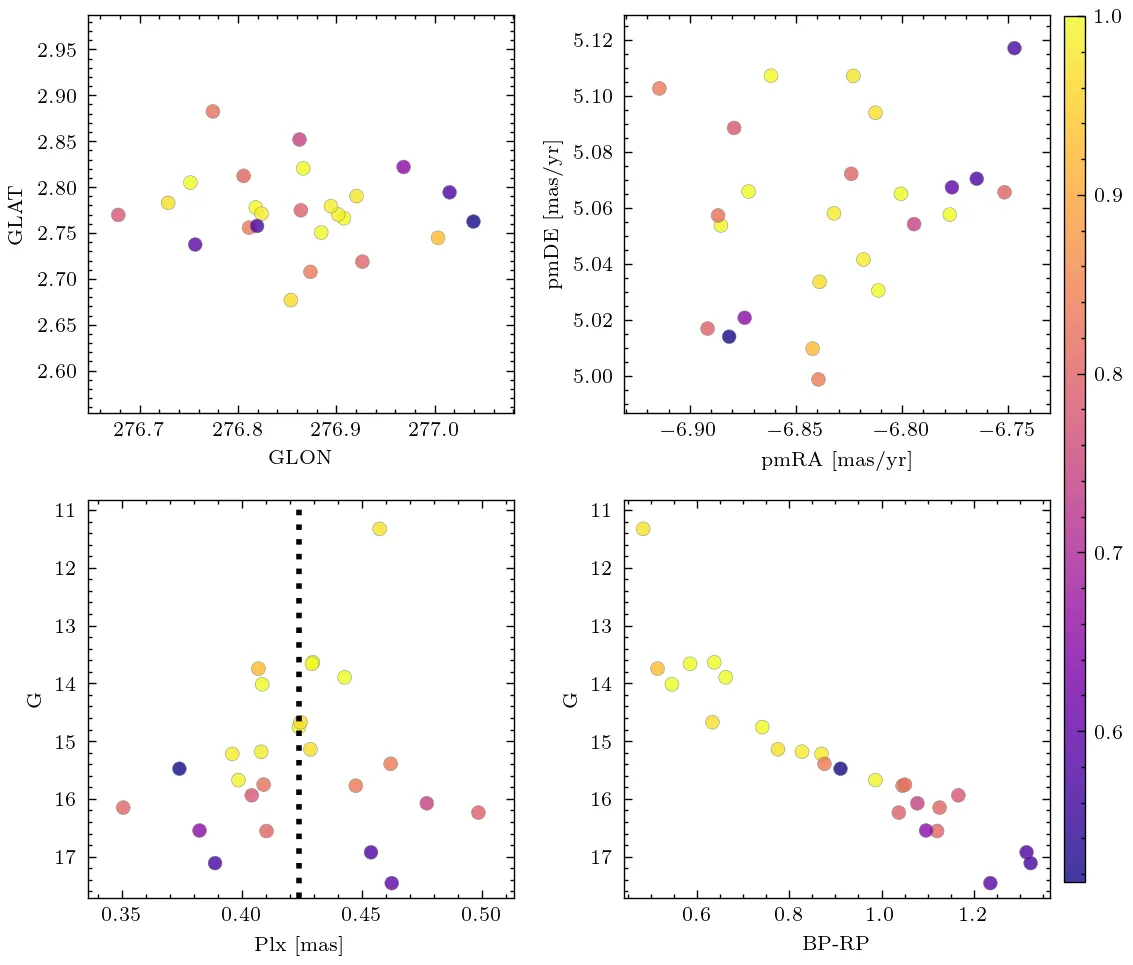 2.95
2.90
2.85
2.80
2.75
2.70
2.65
2.60
GLAT
276.7 276.8 276.9 277.0
GLON
5.12
5.10
5.08
5.06
5.04
5.02
5.00
pmDE [mas/yr]
−6.90 −6.85 −6.80 −6.75
pmRA [mas/yr]
1.0
0.9
0.8
0.7
0.6
11
12
13
14
15
16
17
G
0.35 0.40 0.45 0.50
Plx [mas]
11
12
13
14
15
16
17
G
0.6 0.8 1.0 1.2
BP-RP